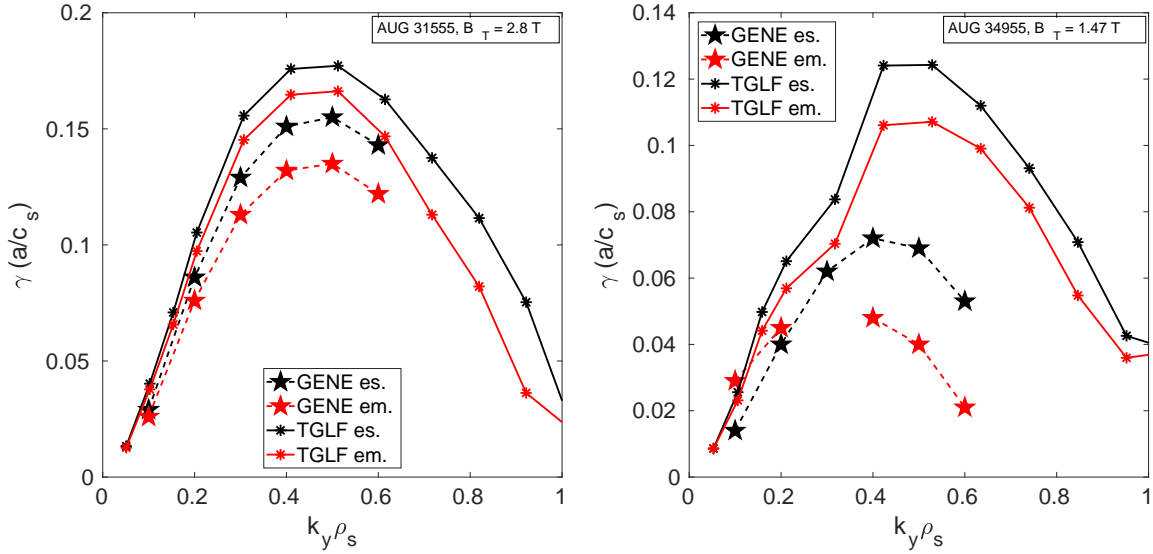 AUG 31555, B_T = 2.8 T
0.2
0.15
0.1
0.05
0
γ (a/c_s)
GENE es.
GENE em.
TGLF es.
TGLF em.
0 0.2 0.4 0.6 0.8 1
k_yρ_s
AUG 34955, B_T = 1.47 T
GENE es.
GENE em.
TGLF es.
TGLF em.
0.14
0.12
0.1
0.08
0.06
0.04
0.02
0
γ (a/c_s)
0 0.2 0.4 0.6 0.8 1
k_yρ_s